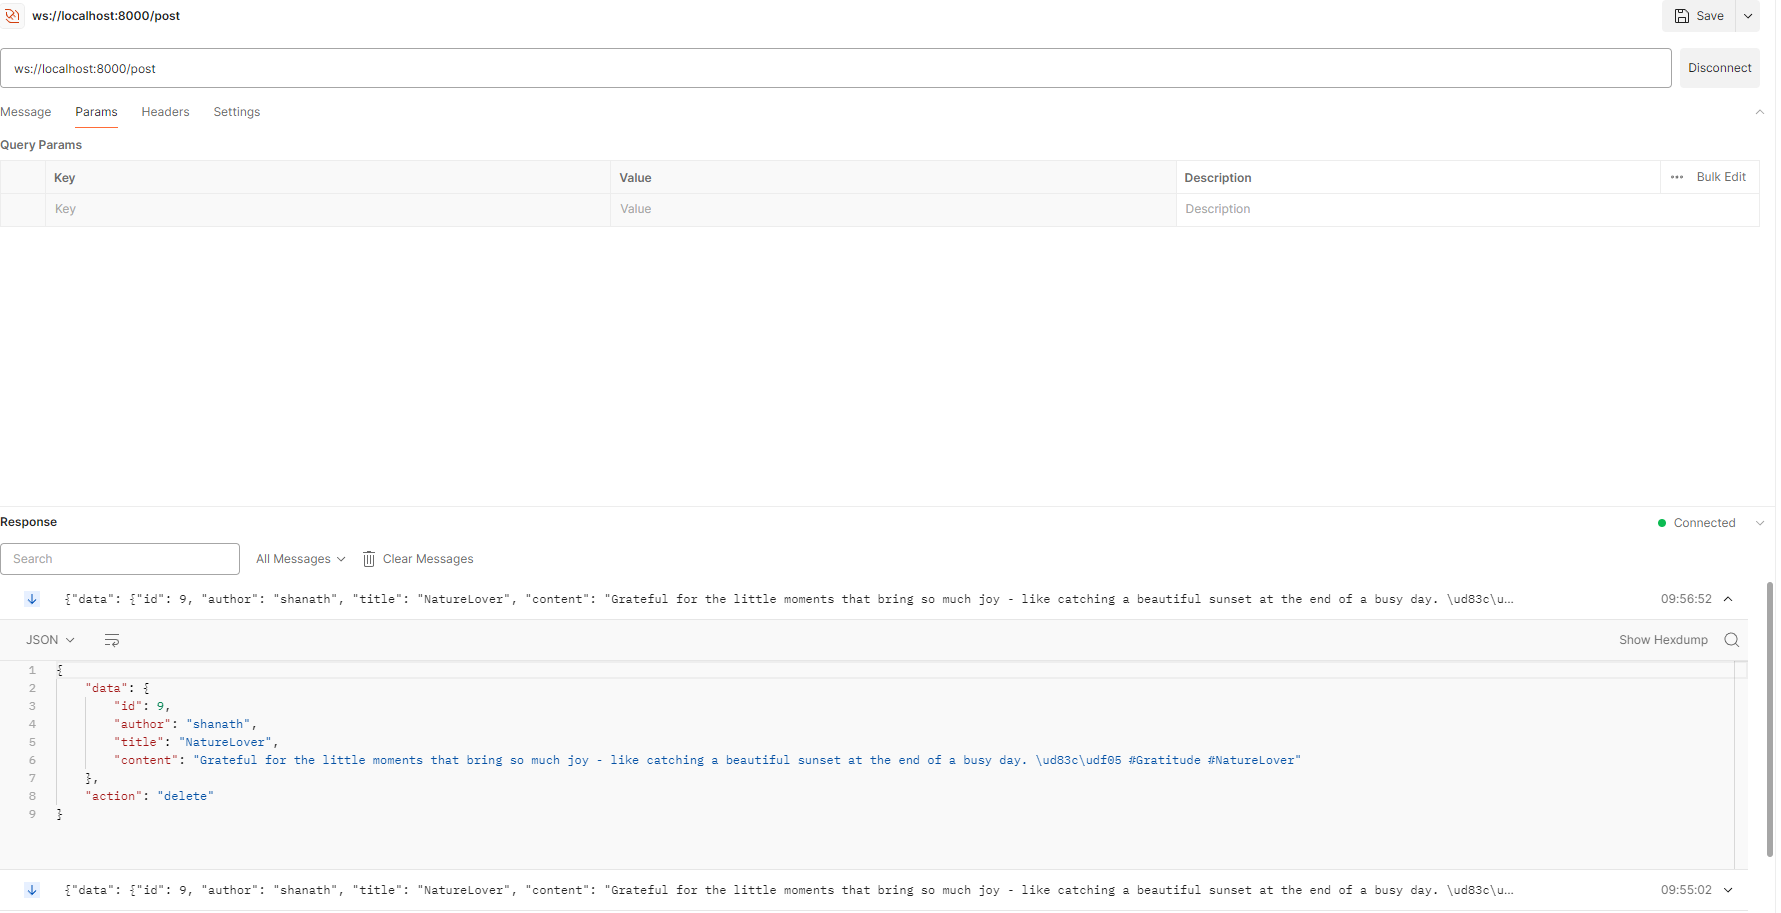 ws://localhost:8000/post
Save
ws://localhost:8000/post
Disconnect
Message Params Headers Settings
Query Params
Key Value Description ••• Bulk Edit
Key Value Description
Response
Connected
Search All Messages Clear Messages
{"data": {"id": 9, "author": "shanath", "title": "NatureLover", "content": "Grateful for the little moments that bring so much joy - like catching a beautiful sunset at the end of a busy day. \ud83c\u... 09:56:52
JSON Show Hexdump
1 {
2 "data": {
3 "id": 9,
4 "author": "shanath",
5 "title": "NatureLover",
6 "content": "Grateful for the little moments that bring so much joy - like catching a beautiful sunset at the end of a busy day. \ud83c\udf05 #Gratitude #NatureLover"
7 },
8 "action": "delete"
9 }
{"data": {"id": 9, "author": "shanath", "title": "NatureLover", "content": "Grateful for the little moments that bring so much joy - like catching a beautiful sunset at the end of a busy day. \ud83c\u... 09:55:02